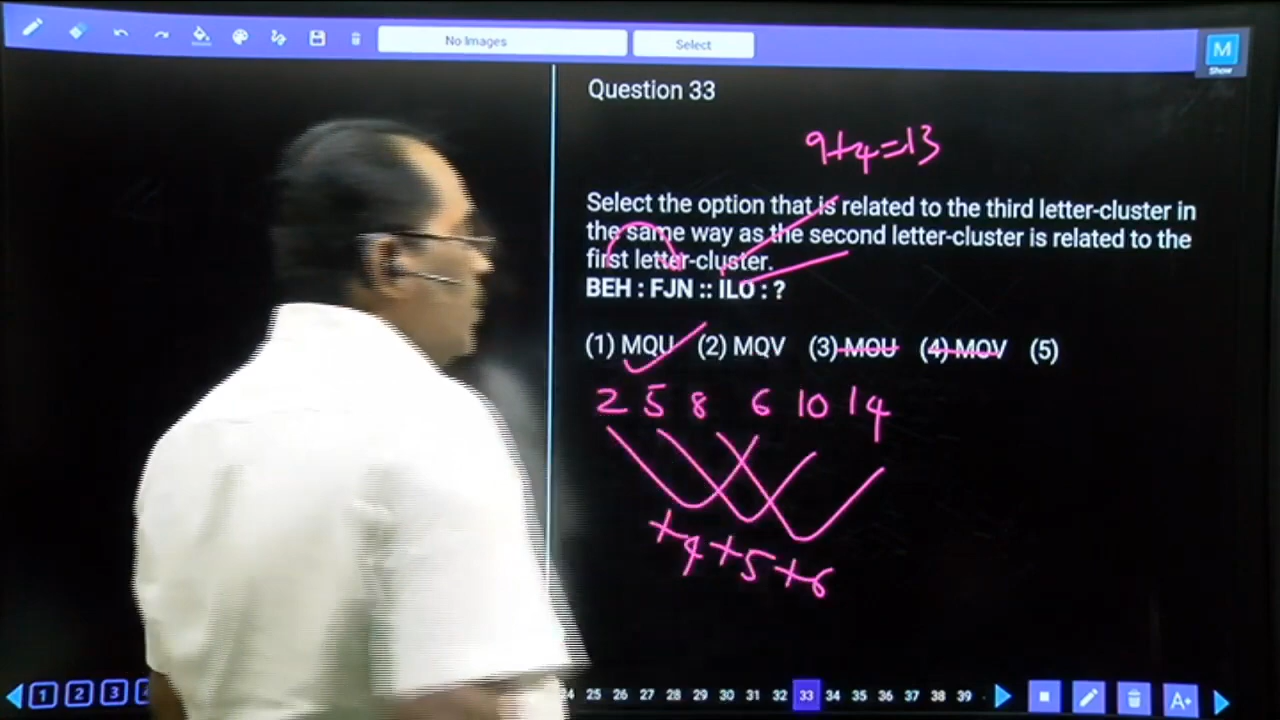 No Images
Select
M
Show
Question 33
9+4=13
Select the option that is related to the third letter-cluster in
the same way as the second letter-cluster is related to the
first letter-cluster.
BEH : FJN :: ILO : ?
(1) MQU (2) MQV (3) MOU (4) MOV (5)
2 5 8 6 10 14
+4 +5 +6
1 2 3 4 24 25 26 27 28 29 30 31 32 33 34 35 36 37 38 39
A+